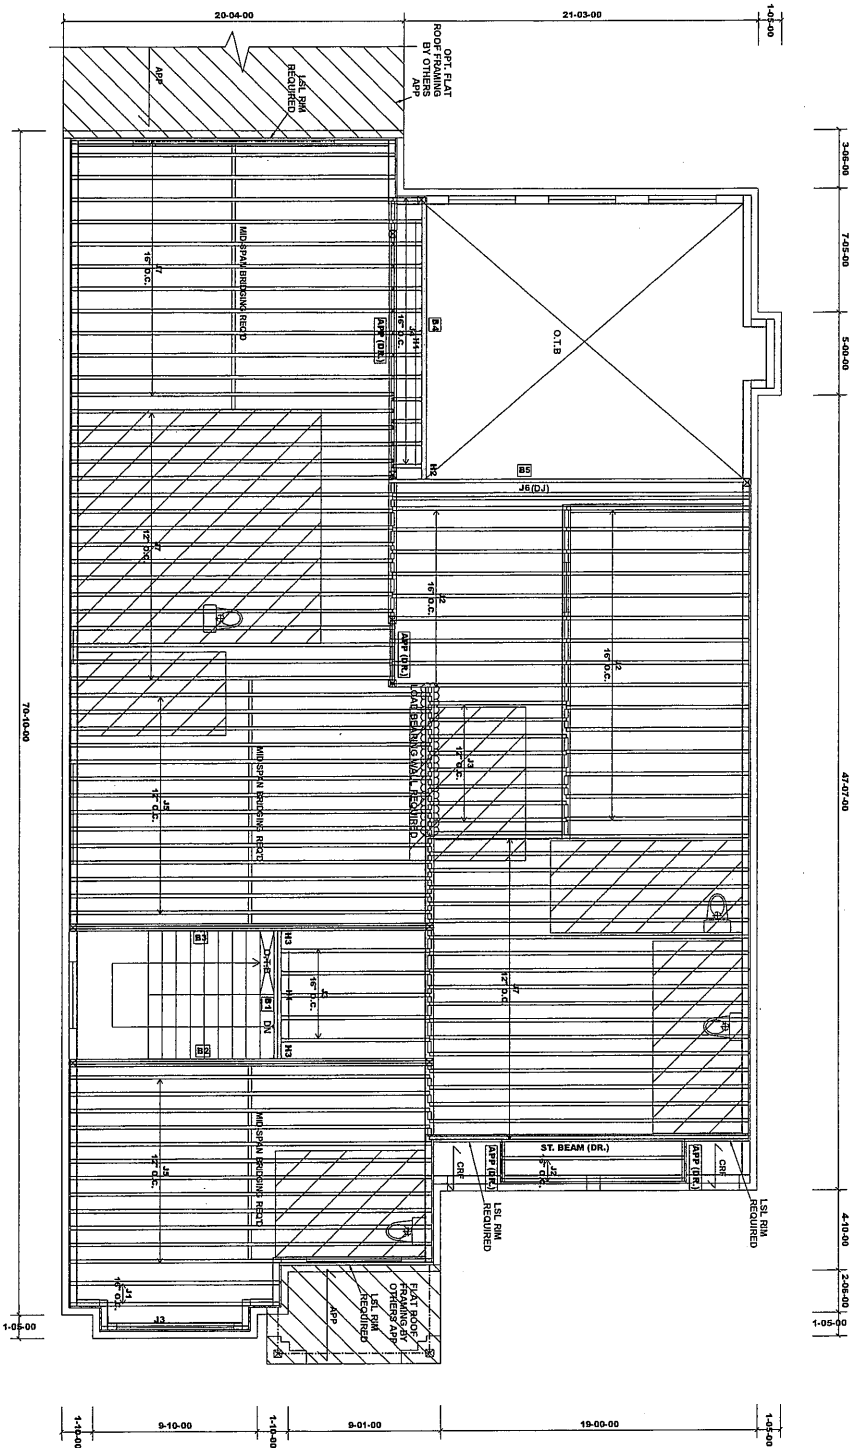 20-04-00
21-03-00
1-05-00
OPT. FLAT
ROOF FRAMING
BY OTHERS
APP
APP
LSL RIM
REQUIRED
3-06-00
7-05-00
5-00-00
47-07-00
4-10-00
2-06-00
1-05-00
70-10-00
1-05-00
J7
16" O.C.
MID-SPAN BRIDGING REQ'D
APP (DR.)
J4
16" O.C.
H1
B4
O.T.B
H2
B5
J6(DJ)
J7
12" O.C.
J2
16" O.C.
J2
16" O.C.
APP (DR.)
LOAD BEARING WALL REQUIRED
J3
12" O.C.
J5
12" O.C.
MID-SPAN BRIDGING REQ'D
B3
H3
O.T.B
B1
DN
16" O.C.
H3
B2
J7
12" O.C.
J5
12" O.C.
MID-SPAN BRIDGING REQ'D
APP (DR.)
ST. BEAM (DR.)
J2
APP (DR.)
CRF
CRF
LSL RIM
REQUIRED
LSL RIM
REQUIRED
J1
16" O.C.
J3
FLAT ROOF
FRAMING BY
OTHERS APP
LSL RIM
REQUIRED
APP
1-10-00
9-10-00
1-10-00
9-01-00
19-00-00
1-05-00